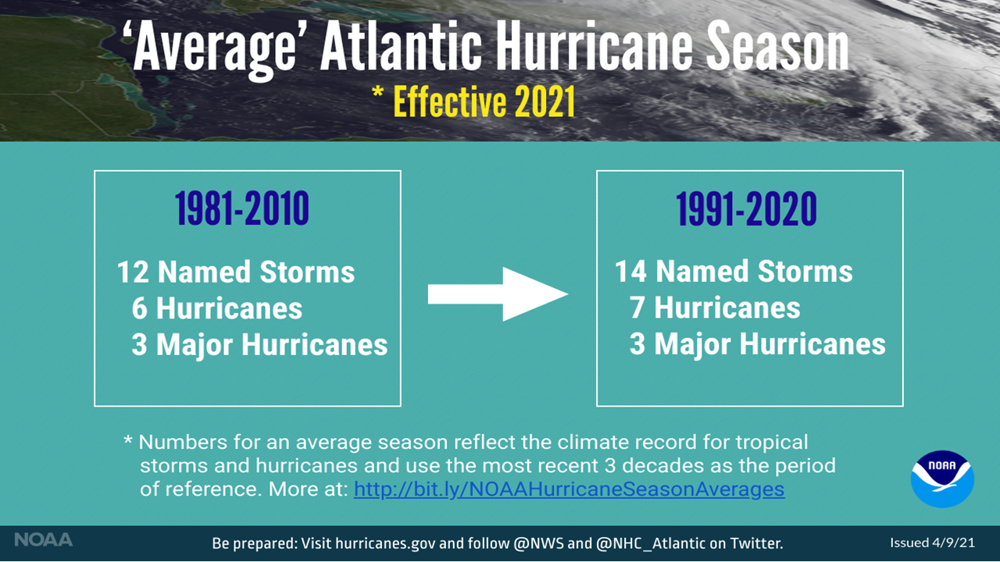 ‘Average’ Atlantic Hurricane Season
* Effective 2021
1981-2010
12 Named Storms
6 Hurricanes
3 Major Hurricanes
1991-2020
14 Named Storms
7 Hurricanes
3 Major Hurricanes
* Numbers for an average season reflect the climate record for tropical
storms and hurricanes and use the most recent 3 decades as the period
of reference. More at: http://bit.ly/NOAAHurricaneSeasonAverages
NOAA
NOAA
Be prepared: Visit hurricanes.gov and follow @NWS and @NHC_Atlantic on Twitter.
Issued 4/9/21